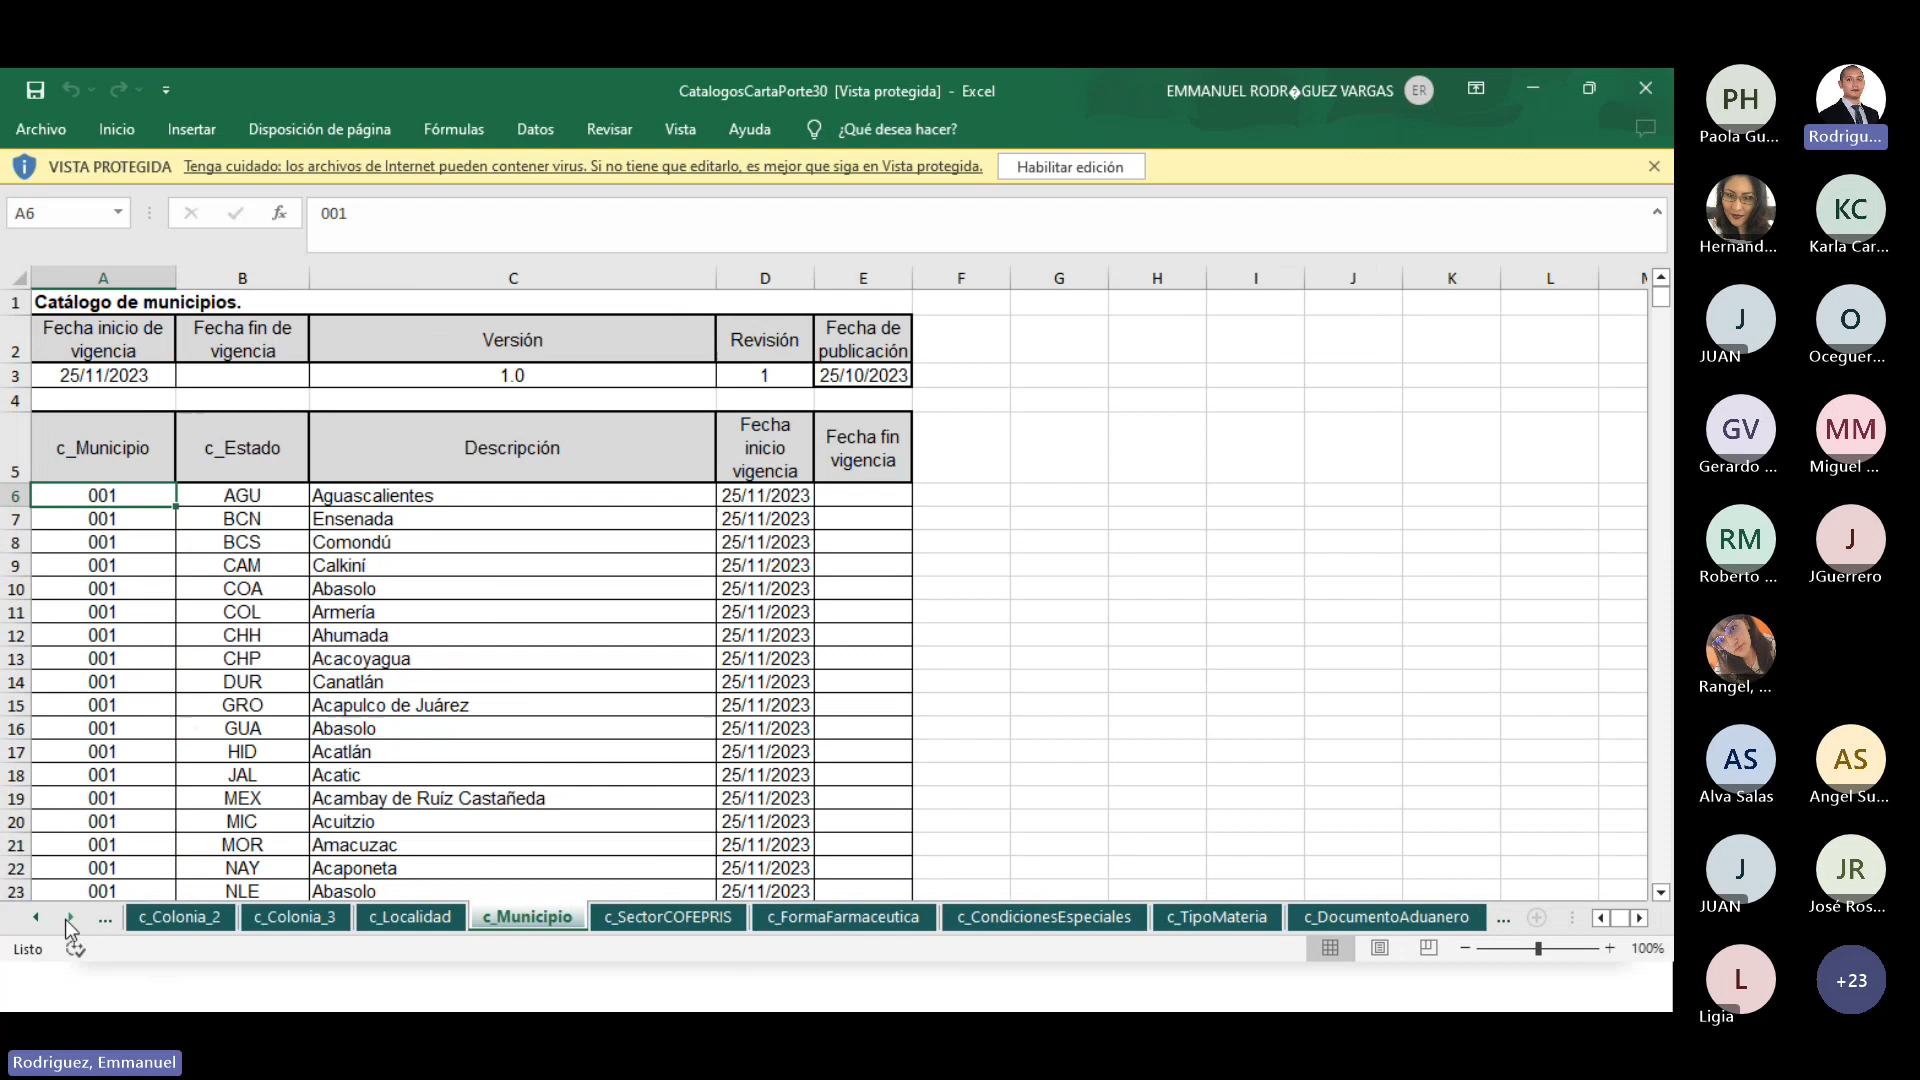 CatalogosCartaPorte30 [Vista protegida] - Excel
EMMANUEL RODR�GUEZ VARGAS
ER
Archivo Inicio Insertar Disposición de página Fórmulas Datos Revisar Vista Ayuda ¿Qué desea hacer?
VISTA PROTEGIDA Tenga cuidado: los archivos de Internet pueden contener virus. Si no tiene que editarlo, es mejor que siga en Vista protegida. Habilitar edición
A6 fx 001
A B C D E F G H I J K L
1 Catálogo de municipios.
2 Fecha inicio de vigencia Fecha fin de vigencia Versión Revisión Fecha de publicación
3 25/11/2023 1.0 1 25/10/2023
4
5 c_Municipio c_Estado Descripción Fecha inicio vigencia Fecha fin vigencia
6 001 AGU Aguascalientes 25/11/2023
7 001 BCN Ensenada 25/11/2023
8 001 BCS Comondú 25/11/2023
9 001 CAM Calkiní 25/11/2023
10 001 COA Abasolo 25/11/2023
11 001 COL Armería 25/11/2023
12 001 CHH Ahumada 25/11/2023
13 001 CHP Acacoyagua 25/11/2023
14 001 DUR Canatlán 25/11/2023
15 001 GRO Acapulco de Juárez 25/11/2023
16 001 GUA Abasolo 25/11/2023
17 001 HID Acatlán 25/11/2023
18 001 JAL Acatic 25/11/2023
19 001 MEX Acambay de Ruíz Castañeda 25/11/2023
20 001 MIC Acuitzio 25/11/2023
21 001 MOR Amacuzac 25/11/2023
22 001 NAY Acaponeta 25/11/2023
23 001 NLE Abasolo 25/11/2023
... c_Colonia_2 c_Colonia_3 c_Localidad c_Municipio c_SectorCOFEPRIS c_FormaFarmaceutica c_CondicionesEspeciales c_TipoMateria c_DocumentoAduanero ...
Listo 100%
PH
Paola Gu...
Rodrigu...
Hernand...
KC
Karla Car...
J
JUAN
O
Oceguer...
GV
Gerardo ...
MM
Miguel ...
RM
Roberto ...
J
JGuerrero
Rangel, ...
AS
Alva Salas
AS
Angel Su...
J
JUAN
JR
José Ros...
L
Ligia
+23
Rodriguez, Emmanuel